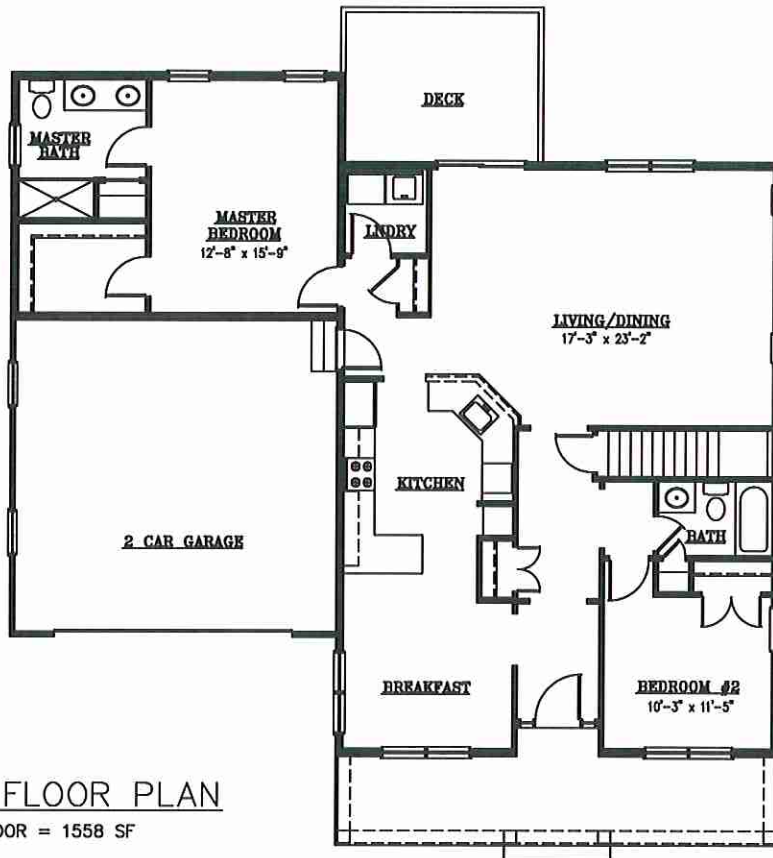 DECK
MASTER
BATH
MASTER
BEDROOM
12'-8" x 15'-9"
LNDRY
LIVING/DINING
17'-3" x 23'-2"
KITCHEN
2 CAR GARAGE
BATH
BREAKFAST
BEDROOM #2
10'-3" x 11'-5"
FLOOR PLAN
OOR = 1558 SF